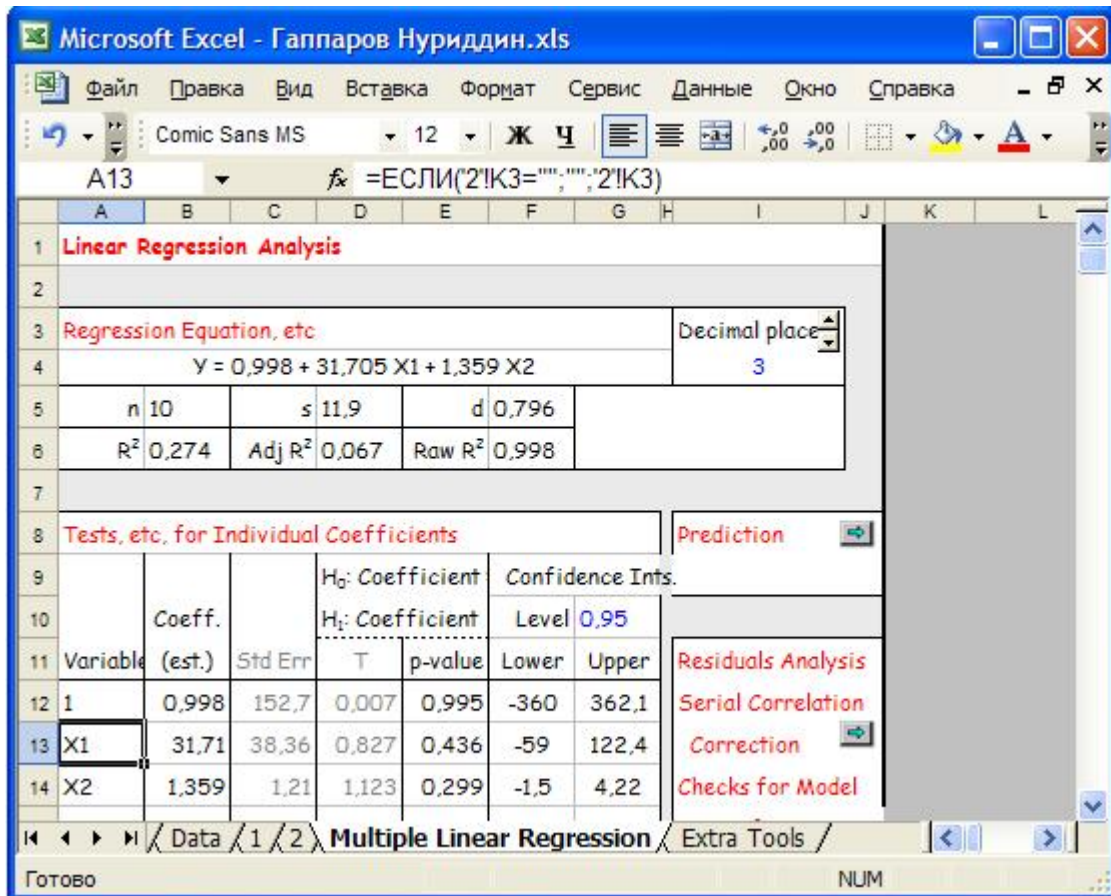 Microsoft Excel - Гаппаров Нуриддин.xls
Файл Правка Вид Вставка Формат Сервис Данные Окно Справка
Comic Sans MS 12 Ж Ч
A13 fx =ЕСЛИ('2'!K3="";"";'2'!K3)
A B C D E F G H I J K L
1 Linear Regression Analysis
2
3 Regression Equation, etc Decimal place
4 Y = 0,998 + 31,705 X1 + 1,359 X2 3
5 n 10 s 11,9 d 0,796
6 R² 0,274 Adj R² 0,067 Raw R² 0,998
7
8 Tests, etc, for Individual Coefficients Prediction
9 H₀: Coefficient Confidence Ints.
10 Coeff. H₁: Coefficient Level 0,95
11 Variable (est.) Std Err T p-value Lower Upper Residuals Analysis
12 1 0,998 152,7 0,007 0,995 -360 362,1 Serial Correlation
13 X1 31,71 38,36 0,827 0,436 -59 122,4 Correction
14 X2 1,359 1,21 1,123 0,299 -1,5 4,22 Checks for Model
Data 1 2 Multiple Linear Regression Extra Tools
Готово NUM